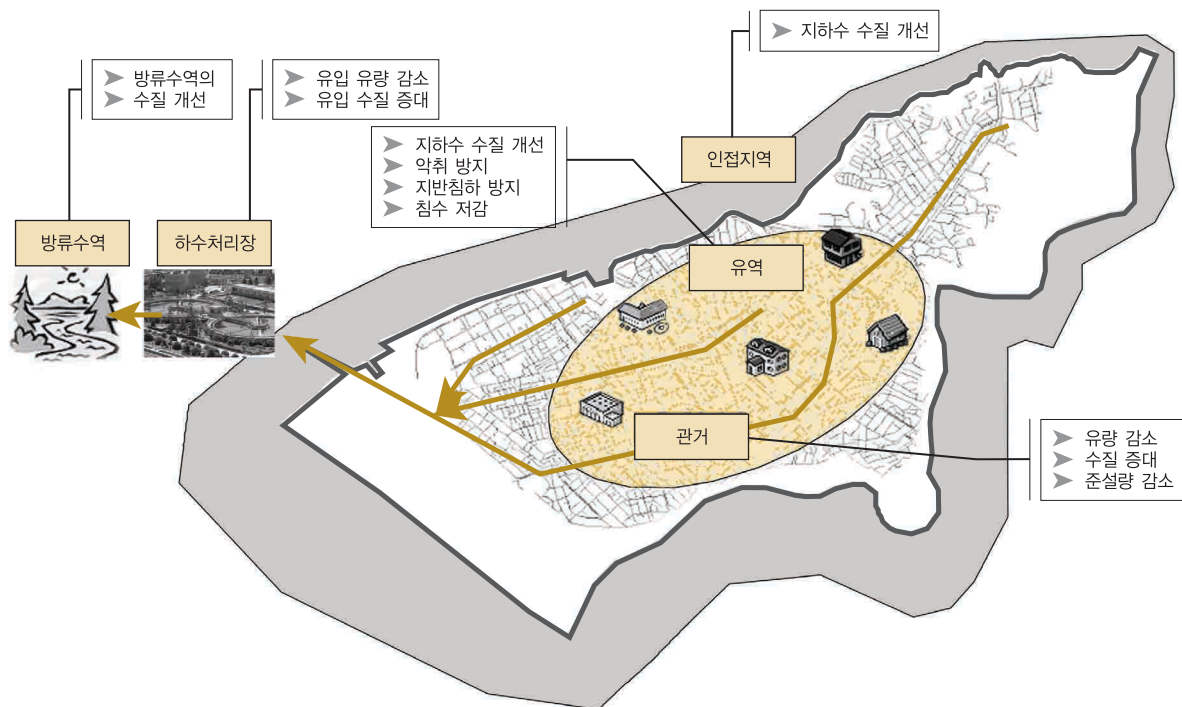 지하수 수질 개선
방류수역의
수질 개선
유입 유량 감소
유입 수질 증대
지하수 수질 개선
악취 방지
지반침하 방지
침수 저감
인접지역
방류수역
하수처리장
유역
관거
유량 감소
수질 증대
준설량 감소